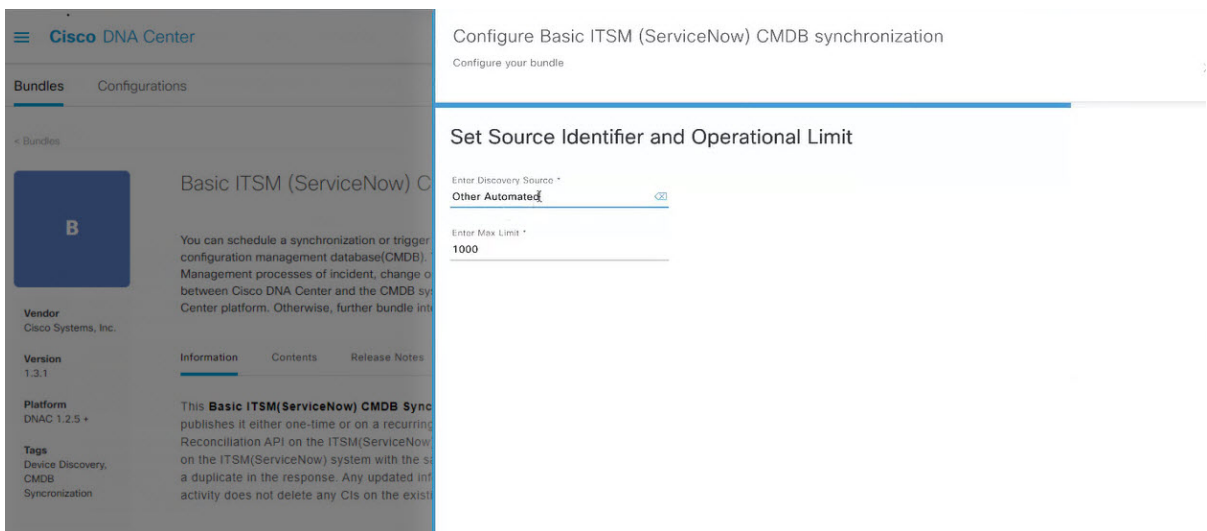 Cisco DNA Center
Bundles Configurations
< Bundles
B
Vendor
Cisco Systems, Inc.
Version
1.3.1
Platform
DNAC 1.2.5 +
Tags
Device Discovery,
CMDB
Syncronization
Basic ITSM (ServiceNow) C
You can schedule a synchronization or trigger
configuration management database(CMDB).
Management processes of incident, change o
between Cisco DNA Center and the CMDB sy
Center platform. Otherwise, further bundle int
Information Contents Release Notes
This Basic ITSM(ServiceNow) CMDB Sync
publishes it either one-time or on a recurring
Reconciliation API on the ITSM(ServiceNow
on the ITSM(ServiceNow) system with the sa
a duplicate in the response. Any updated inf
activity does not delete any CIs on the existi
Configure Basic ITSM (ServiceNow) CMDB synchronization
Configure your bundle
Set Source Identifier and Operational Limit
Enter Discovery Source *
Other Automated
Enter Max Limit *
1000